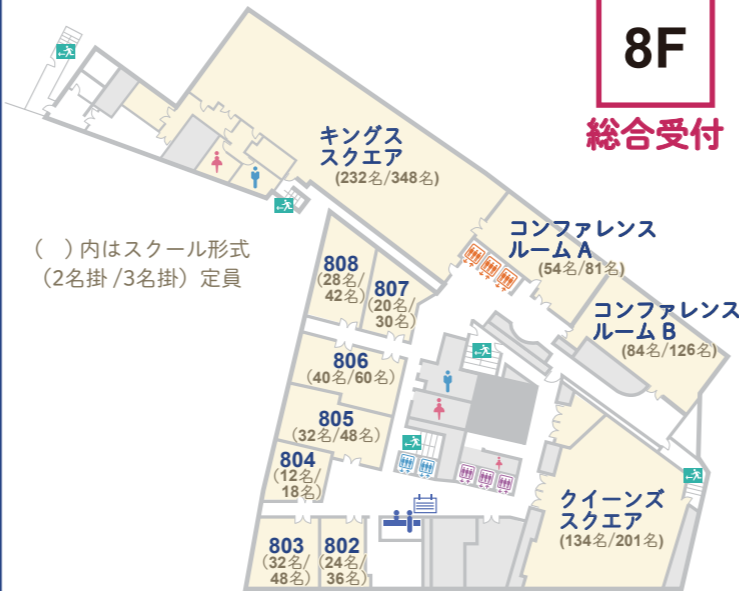 8F
総合受付
キングス
スクエア
(232名/348名)
コンファレンス
ルーム A
(54名/81名)
コンファレンス
ルーム B
(84名/126名)
（　）内はスクール形式
（2名掛 /3名掛）定員
808
(28名/
42名)
807
(20名/
30名)
806
(40名/60名)
805
(32名/48名)
804
(12名/
18名)
803
(32名/
48名)
802
(24名/
36名)
クイーンズ
スクエア
(134名/201名)